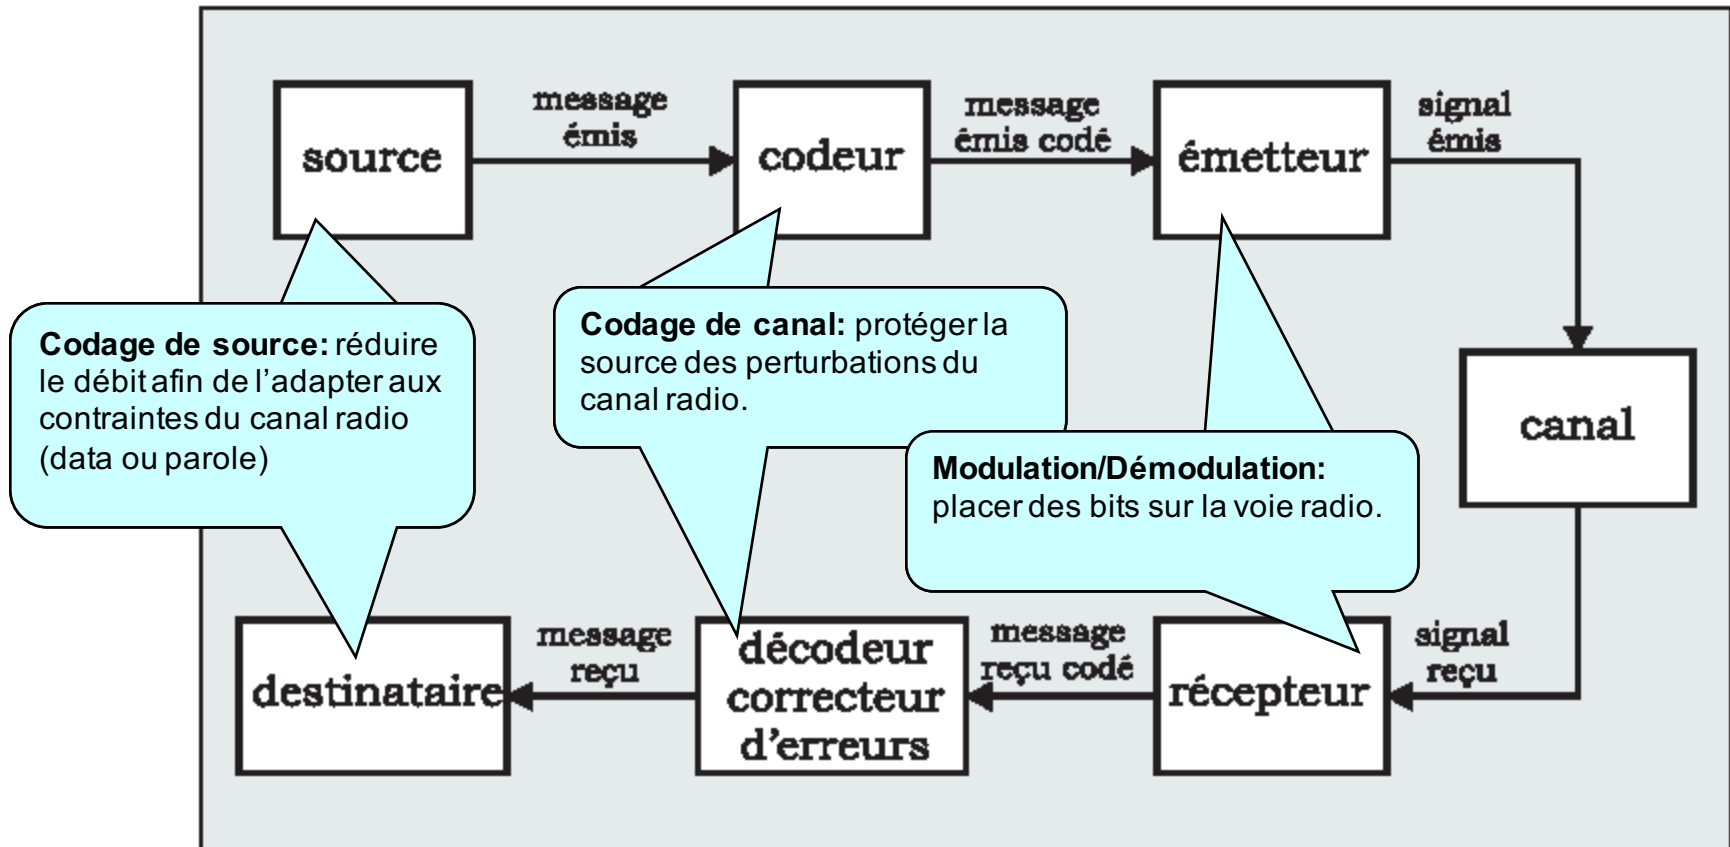 source
message
émis
codeur
message
émis codé
émetteur
signal
émis
Codage de source: réduire
le débit afin de l’adapter aux
contraintes du canal radio
(data ou parole)
Codage de canal: protéger la
source des perturbations du
canal radio.
Modulation/Démodulation:
placer des bits sur la voie radio.
canal
destinataire
message
reçu
décodeur
correcteur
d'erreurs
message
reçu codé
récepteur
signal
reçu